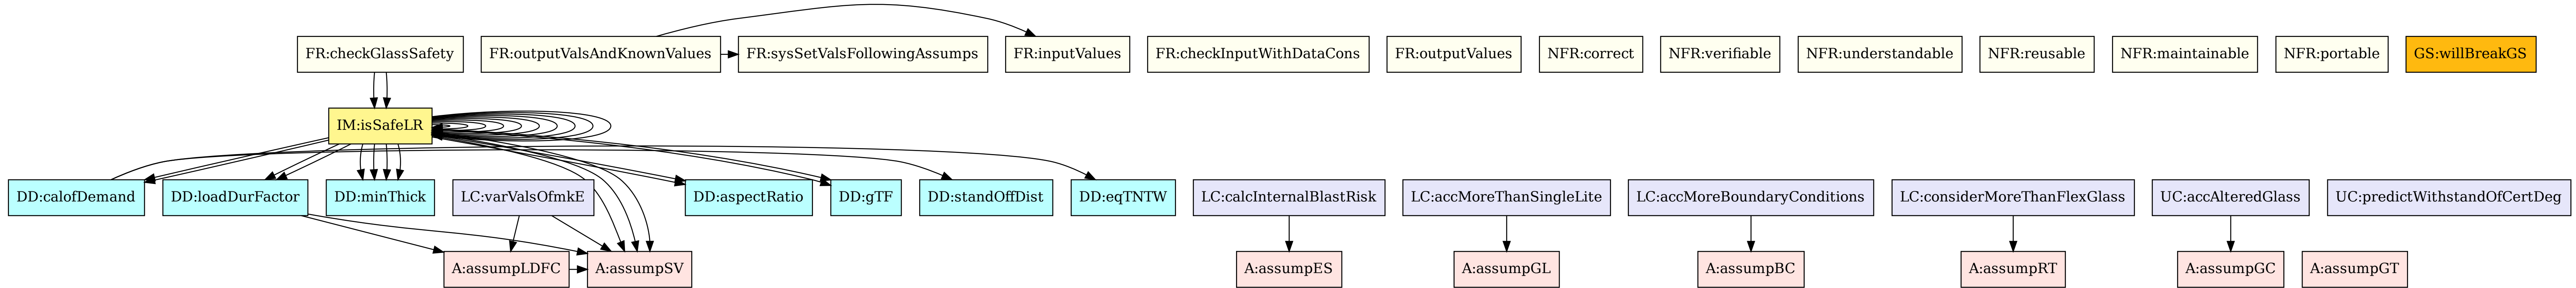 FR:checkGlassSafety
FR:outputValsAndKnownValues
FR:sysSetValsFollowingAssumps
FR:inputValues
FR:checkInputWithDataCons
FR:outputValues
NFR:correct
NFR:verifiable
NFR:understandable
NFR:reusable
NFR:maintainable
NFR:portable
GS:willBreakGS
IM:isSafeLR
DD:calofDemand
DD:loadDurFactor
DD:minThick
LC:varValsOfmkE
DD:aspectRatio
DD:gTF
DD:standOffDist
DD:eqTNTW
LC:calcInternalBlastRisk
LC:accMoreThanSingleLite
LC:accMoreBoundaryConditions
LC:considerMoreThanFlexGlass
UC:accAlteredGlass
UC:predictWithstandOfCertDeg
A:assumpLDFC
A:assumpSV
A:assumpES
A:assumpGL
A:assumpBC
A:assumpRT
A:assumpGC
A:assumpGT